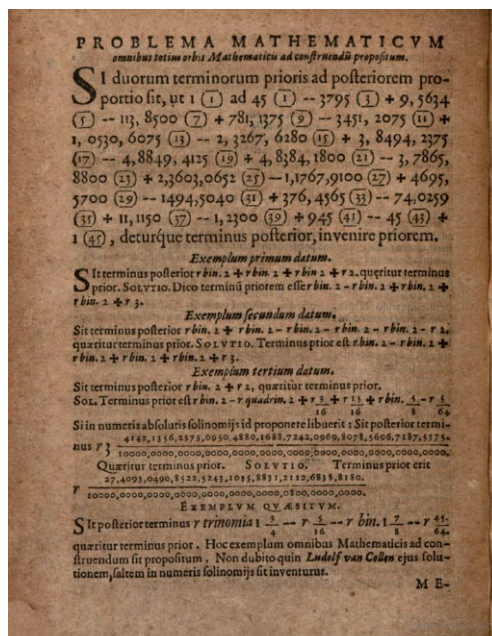 PROBLEMA MATHEMATICVM
omnibus totius orbis Mathematicis ad construendū propositum.
SI duorum terminorum prioris ad posteriorem pro-
portio sit, ut 1 (1) ad 45 (1) -- 3795 (3) + 9, 5634
(5) -- 113, 8500 (7) + 781, 1375 (9) -- 3451, 2075 (11) +
1, 0530, 6075 (13) -- 2, 3267, 6280 (15) + 3, 8494, 2375
(17) -- 4,8849, 4125 (19) + 4,8384,1800 (21) -- 3,7865,
8800 (23) + 2,3603,0652 (25) -- 1,1767,9100 (27) + 4695,
5700 (29) -- 1494,5040 (31) + 376,4565 (33) -- 74,0259
(35) + 11,1150 (37) -- 1,2300 (39) + 945 (41) -- 45 (43) +
1 (45), deturque terminus posterior, invenire priorem.
Exemplum primum datum.
SIt terminus posterior r bin. 2 + r bin. 2 + r bin 2 + r 2. queritur terminus
prior. SOLVTIO. Dico terminū priorem esse r bin. 2 - r bin. 2 + r bin. 2 +
r bin. 2 + r 3.
Exemplum secundum datum.
Sit terminus posterior r bin. 2 + r bin. 2 - r bin. 2 - r bin. 2 - r bin. 2 - r 2,
quæritur terminus prior. SOLVTIO. Terminus prior est r bin. 2 - r bin. 2 +
r bin. 2 + r bin. 2 + r bin. 2 + r 3.
Exemplum tertium datum.
Sit terminus posterior r bin. 2 + r 2, quæritur terminus prior.
SOL. Terminus prior est r bin. 2 - r quadrin. 2 + r 3/16 + r 15/16 + r bin. 5/8 - r 5/64
Si in numeris absolutis solinomijs id proponere libuerit: Sit posterior termi-
nus r 3 4142,1356,2373,0950,4880,1688,7242,0969,8078,5696,7187,5375.
10000,0000,0000,0000,0000,0000,0000,0000,0000,0000,0000,0000.
Quæritur terminus prior. SOLVTIO. Terminus prior erit
r 27,4093,0490,8522,5243,1015,8831,2112,6838,8180.
10000,0000,0000,0000,0000,0000,0000,0800,0000,0000.
EXEMPLVM QVÆSITVM.
SIt posterior terminus r trinomia 1 3/4 -- r 5/16 -- r bin. 1 7/8 -- r 45/64,
quæritur terminus prior. Hoc exemplum omnibus Mathematicis ad con-
struendum sit propositum. Non dubito quin Ludolf van Collen ejus solu-
tionem, saltem in numeris solinomijs sit inventurus.
ME-